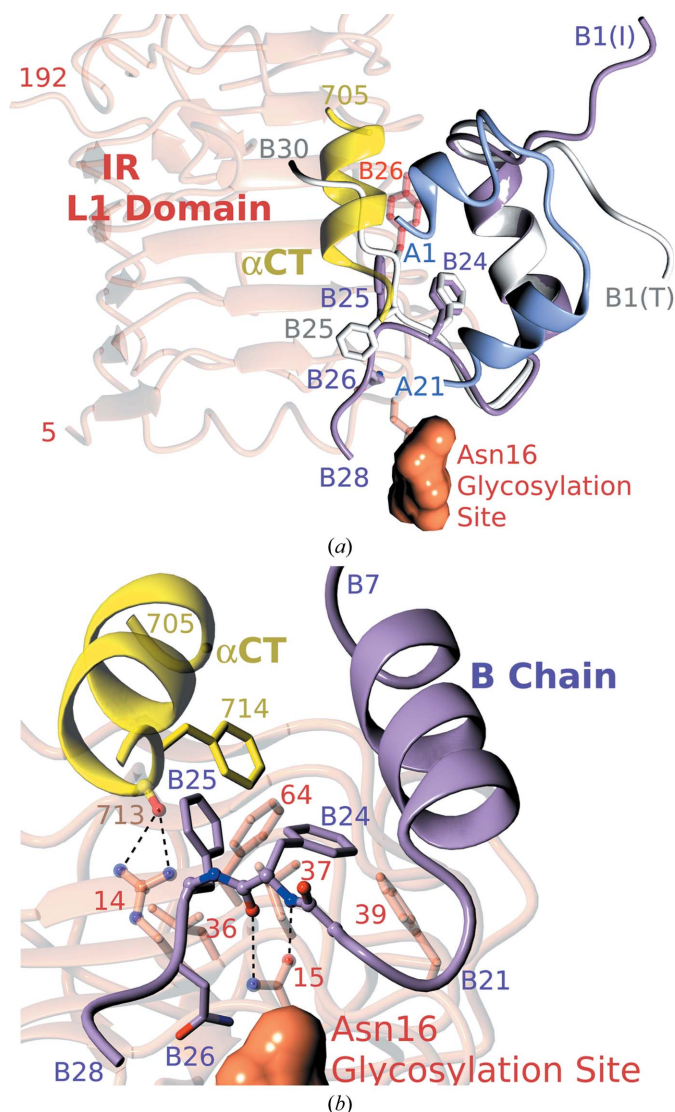 B1(I)
192
705
B30
IR
L1 Domain
B26
αCT
A1
B24
B25
B1(T)
B25
B26
A21
5
B28
Asn16
Glycosylation
Site
(a)
B7
705
αCT
B Chain
714
B25
64
B24
713
37
14
36
39
15
B21
B26
B28
Asn16
Glycosylation Site
(b)